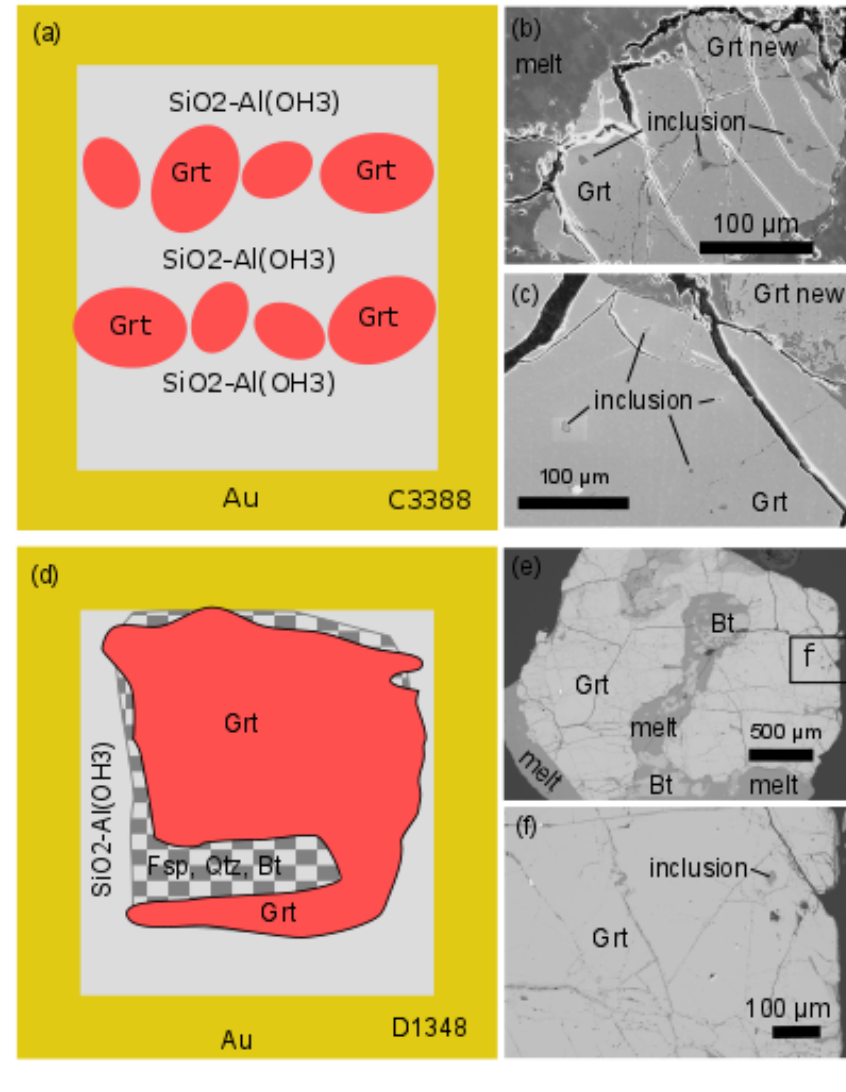 (a)
SiO2-Al(OH3)
Grt
Grt
SiO2-Al(OH3)
Grt
Grt
SiO2-Al(OH3)
Au
C3388
(b)
melt
Grt new
inclusion
Grt
100 µm
(c)
Grt new
inclusion
100 µm
Grt
(d)
Grt
SiO2-Al(OH3)
Fsp, Qtz, Bt
Grt
Au
D1348
(e)
Bt
f
Grt
melt
500 µm
melt
Bt
melt
(f)
inclusion
Grt
100 µm